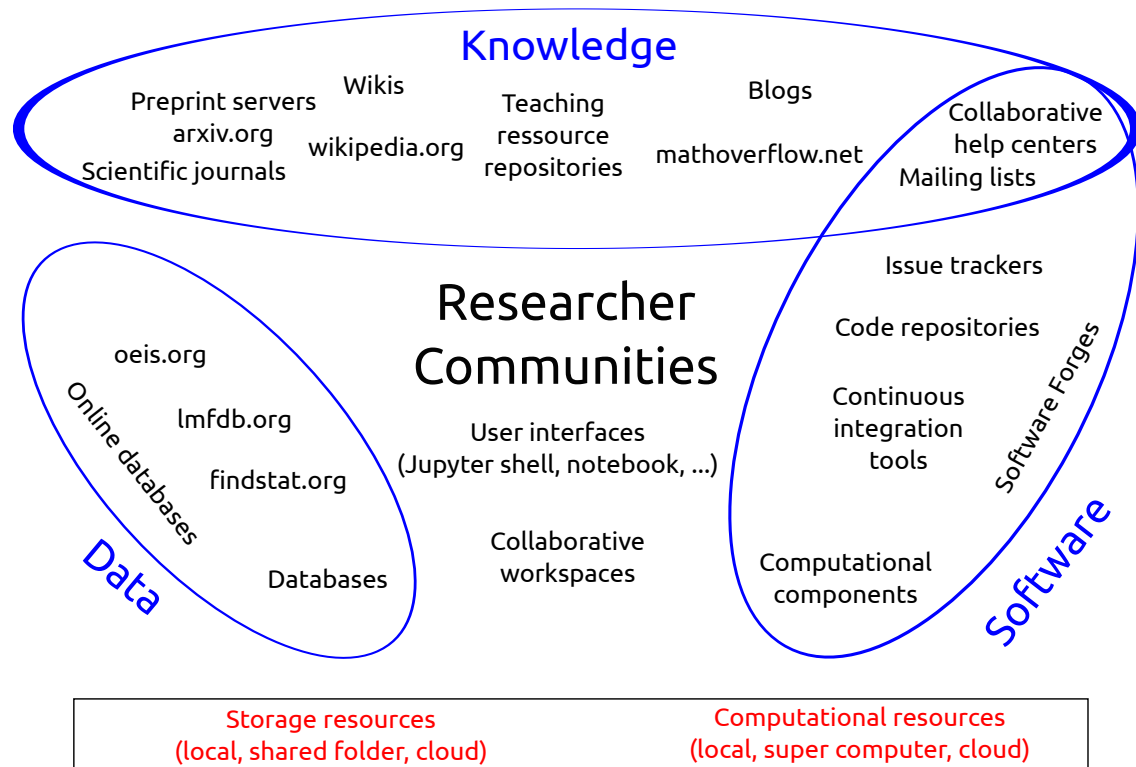 Knowledge
Preprint servers
arxiv.org
Scientific journals
Wikis
wikipedia.org
Teaching
ressource
repositories
Blogs
mathoverflow.net
Collaborative
help centers
Mailing lists
Issue trackers
Code repositories
Continuous
integration
tools
Software Forges
Computational
components
Software
Researcher
Communities
User interfaces
(Jupyter shell, notebook, ...)
Collaborative
workspaces
oeis.org
lmfdb.org
findstat.org
Online databases
Databases
Data
Storage resources
(local, shared folder, cloud)
Computational resources
(local, super computer, cloud)